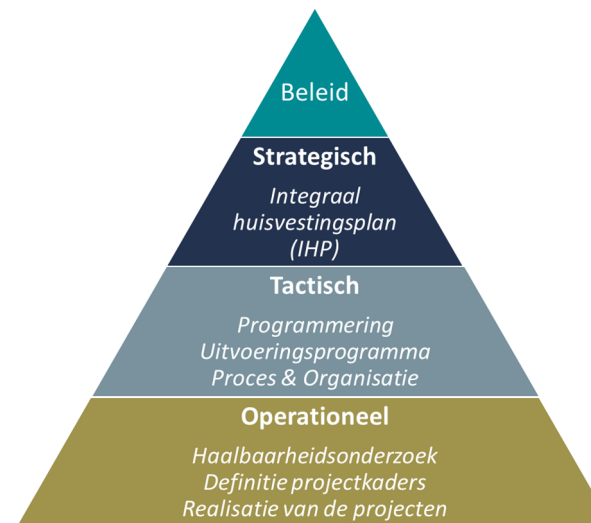 Beleid
Strategisch
Integraal
huisvestingsplan
(IHP)
Tactisch
Programmering
Uitvoeringsprogramma
Proces & Organisatie
Operationeel
Haalbaarheidsonderzoek
Definitie projectkaders
Realisatie van de projecten